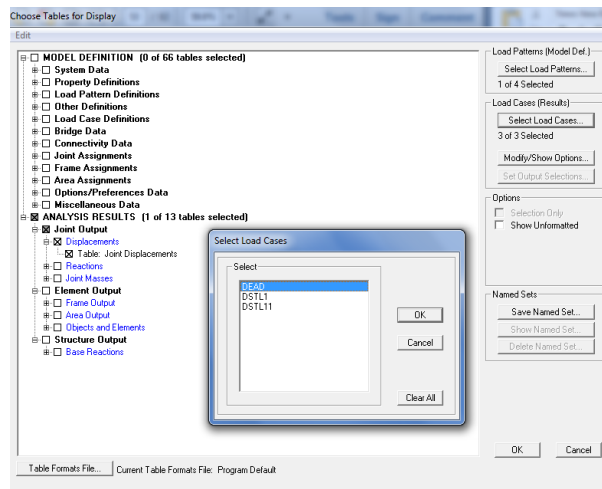 Choose Tables for Display
Edit
MODEL DEFINITION (0 of 66 tables selected)
System Data
Property Definitions
Load Pattern Definitions
Other Definitions
Load Case Definitions
Bridge Data
Connectivity Data
Joint Assignments
Frame Assignments
Area Assignments
Options/Preferences Data
Miscellaneous Data
ANALYSIS RESULTS (1 of 13 tables selected)
Joint Output
Displacements
Table: Joint Displacements
Reactions
Joint Masses
Element Output
Frame Output
Area Output
Objects and Elements
Structure Output
Base Reactions
Select Load Cases
Select
DEAD
DSTL1
DSTL11
OK
Cancel
Clear All
Load Patterns (Model Def.)
Select Load Patterns...
1 of 4 Selected
Load Cases (Results)
Select Load Cases...
3 of 3 Selected
Modify/Show Options...
Set Output Selections...
Options
Selection Only
Show Unformatted
Named Sets
Save Named Set...
Show Named Set...
Delete Named Set...
OK
Cancel
Table Formats File...
Current Table Formats File: Program Default